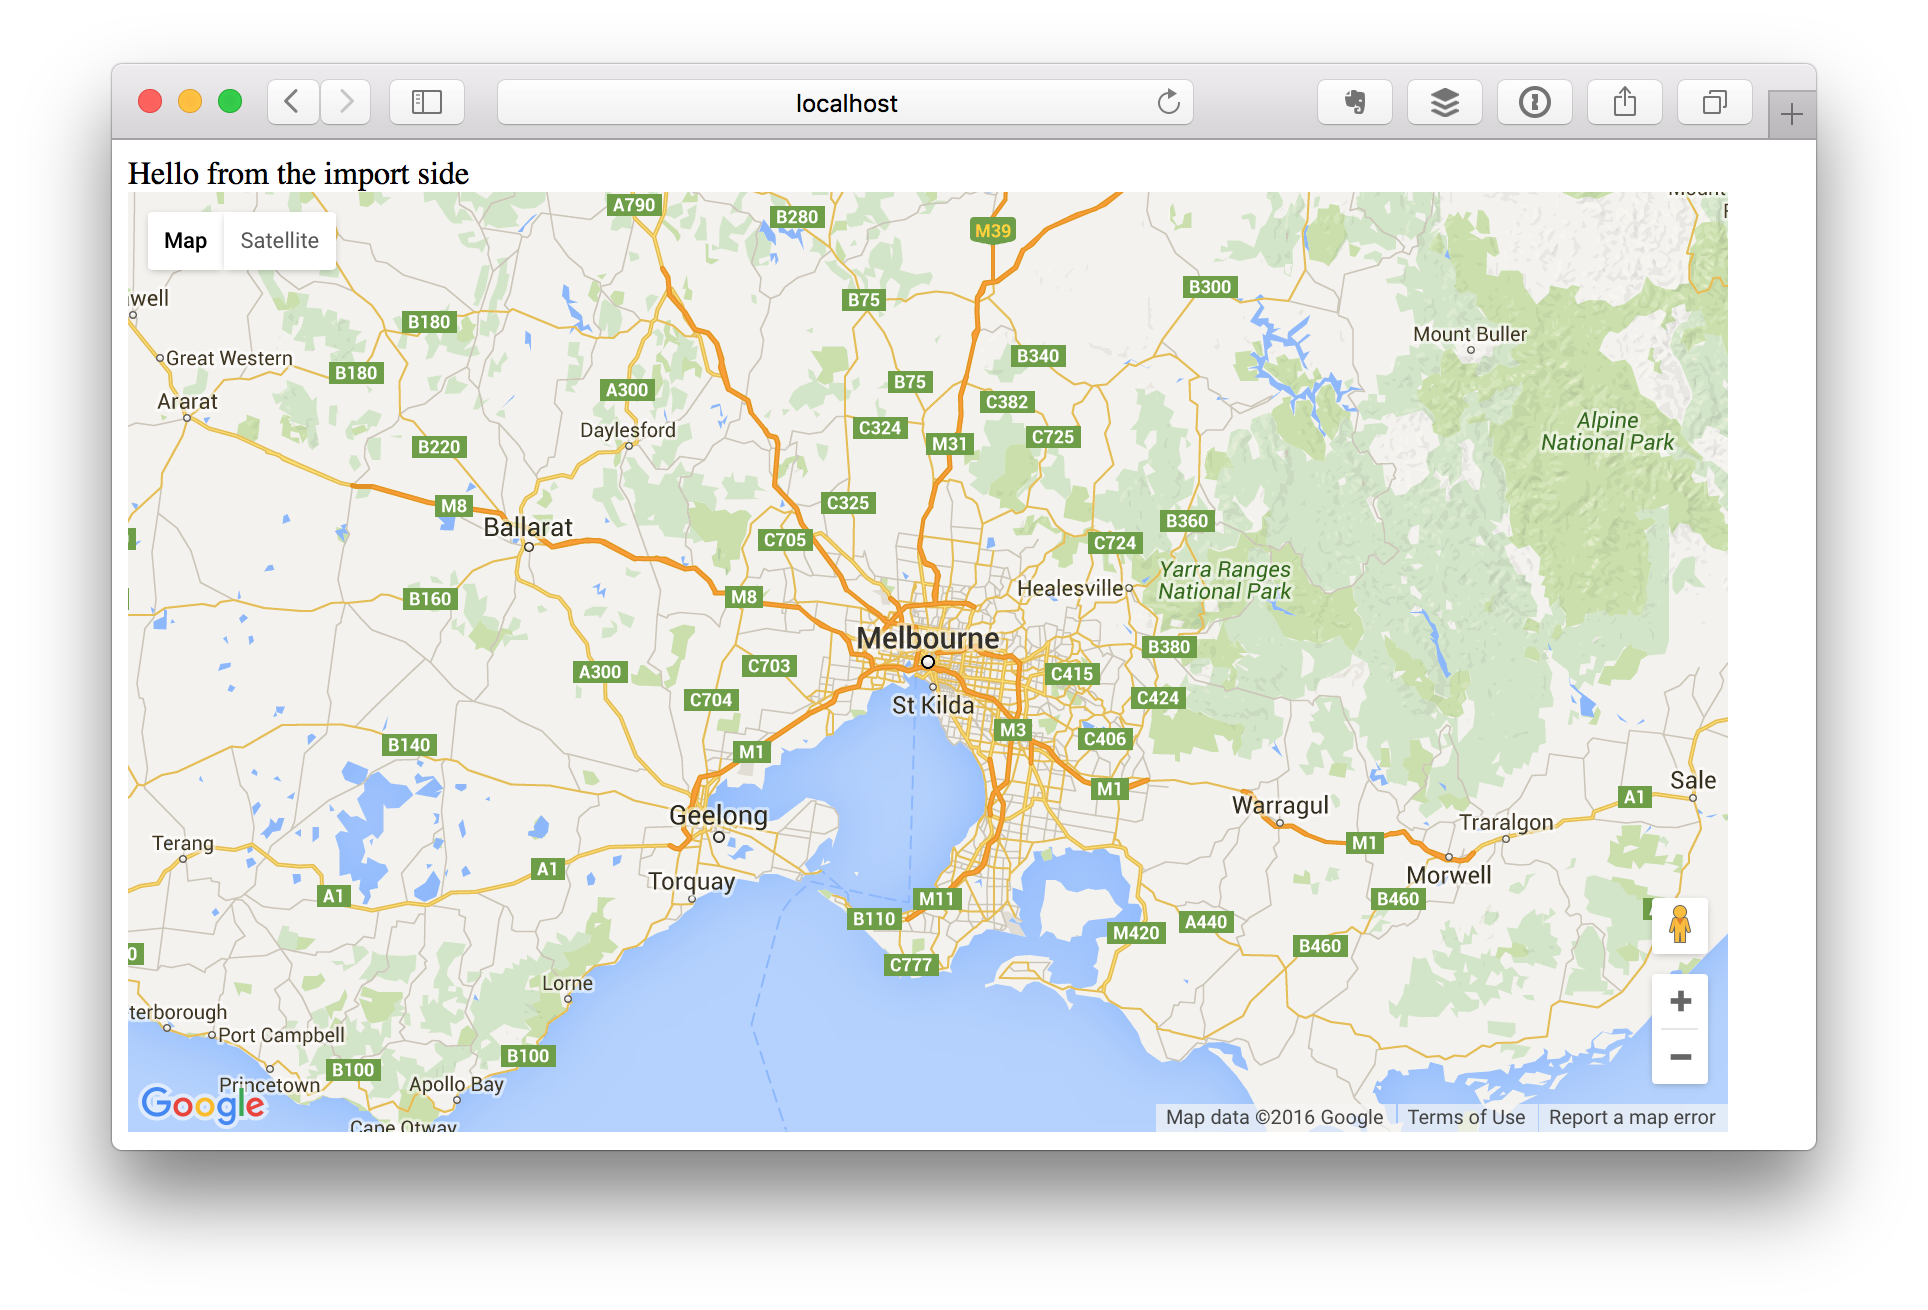 localhost
Hello from the import side
Map
Satellite
A790
B280
M39
B75
B300
well
B180
Mount Buller
Great Western
B180
B340
A300
B75
Ararat
C382
Daylesford
C324
C725
Alpine
National Park
B220
M31
M8
C325
Ballarat
B360
C705
C724
Yarra Ranges
National Park
Healesville
B160
M8
Melbourne
B380
C703
A300
C415
C704
St Kilda
C424
M3
B140
M1
C406
Sale
M1
A1
Warragul
Geelong
Traralgon
Terang
M1
A1
Morwell
Torquay
A1
M11
B460
B110
A440
M420
B460
0
C777
Lorne
terborough
Port Campbell
B100
B100
Princetown
Apollo Bay
Google
Cape Otway
Map data ©2016 Google
Terms of Use
Report a map error